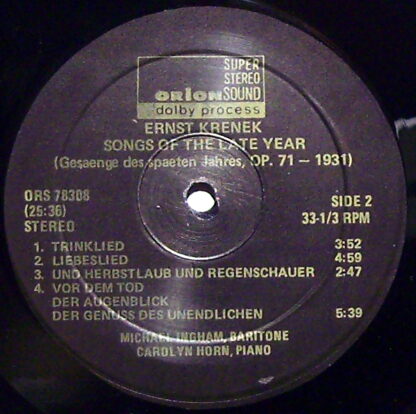 SUPER
STEREO
ORION SOUND
dolby process
ERNST KRENEK
SONGS OF THE LATE YEAR
(Gesaenge des spaeten Jahres, OP. 71 — 1931)
ORS 78308
(25:36)
STEREO
SIDE 2
33-1/3 RPM
1. TRINKLIED 3:52
2. LIEBESLIED 4:59
3. UND HERBSTLAUB UND REGENSCHAUER 2:47
4. VOR DEM TOD
DER AUGENBLICK
DER GENUSS DES UNENDLICHEN 5:39
MICHAEL INGHAM, BARITONE
CAROLYN HORN, PIANO